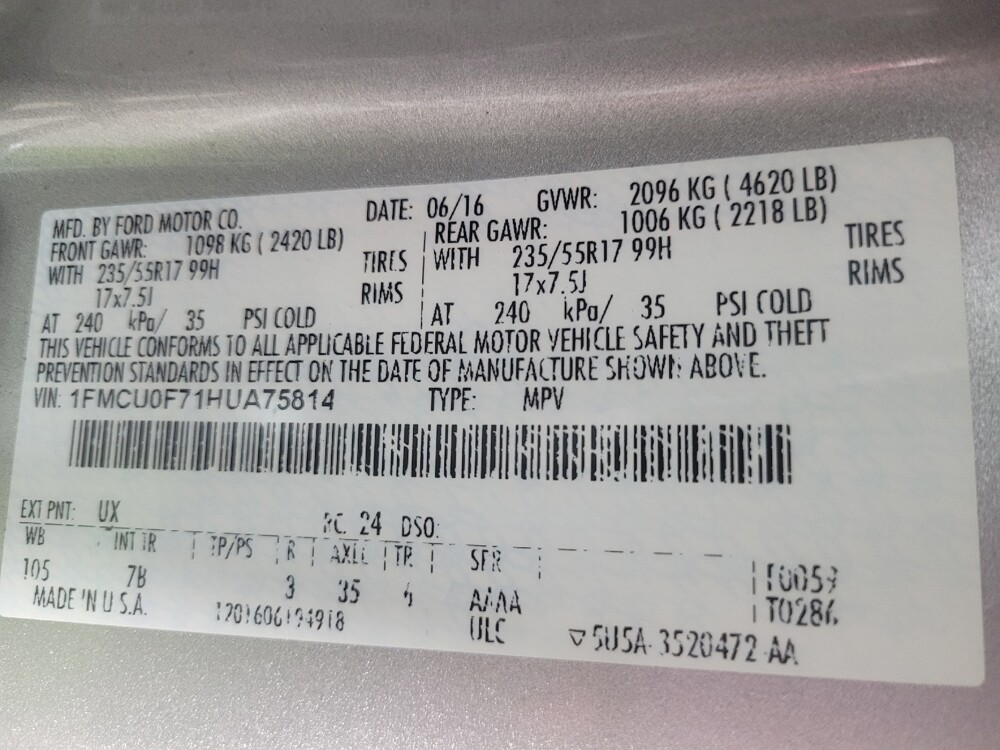 MFD. BY FORD MOTOR CO. DATE: 06/16 GVWR: 2096 KG ( 4620 LB)
FRONT GAWR: 1098 KG ( 2420 LB) REAR GAWR: 1006 KG ( 2218 LB)
WITH 235/55R17 99H TIRES WITH 235/55R17 99H TIRES
17x7.5J RIMS 17x7.5J RIMS
AT 240 kPa/ 35 PSI COLD AT 240 kPa/ 35 PSI COLD
THIS VEHICLE CONFORMS TO ALL APPLICABLE FEDERAL MOTOR VEHICLE SAFETY AND THEFT
PREVENTION STANDARDS IN EFFECT ON THE DATE OF MANUFACTURE SHOWN ABOVE.
VIN: 1FMCU0F71HUA75814 TYPE: MPV
EXT PNT: UX RC: 24 DSO:
WB INT TR TP/PS R AXLE TR SFR
105 7B 3 35 6 AAAA
MADE IN U.S.A. ULC 5U5A-3520472-AA